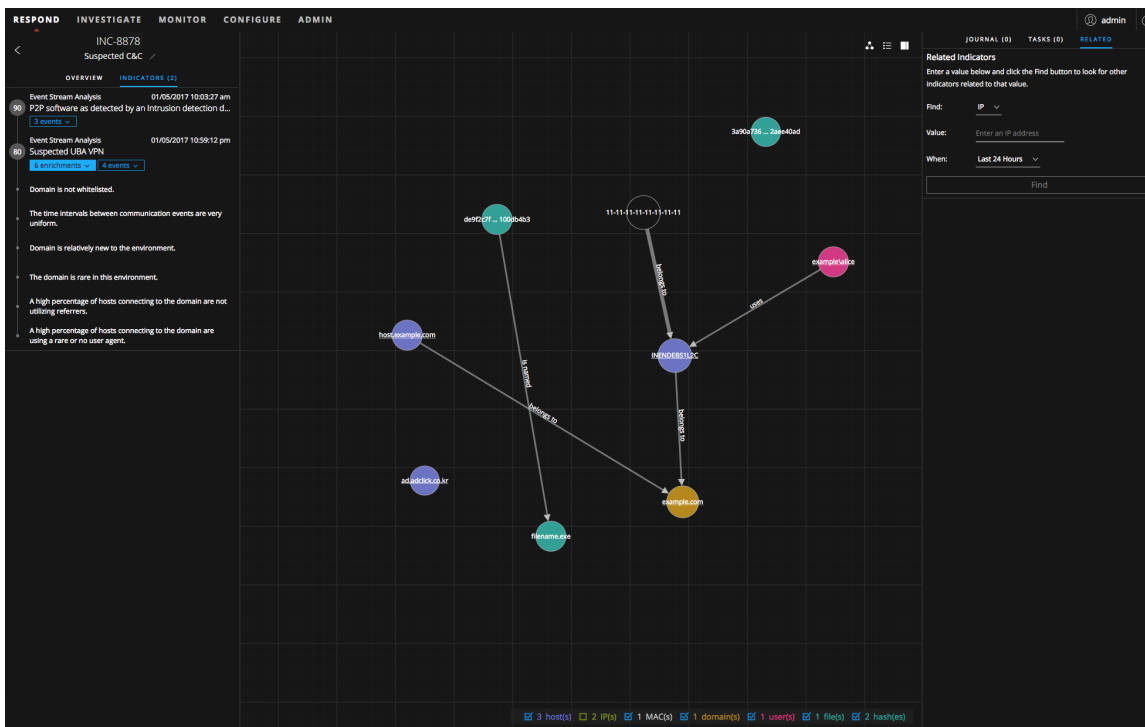 RESPOND INVESTIGATE MONITOR CONFIGURE ADMIN
admin
INC-8878
Suspected C&C
OVERVIEW INDICATORS (2)
Event Stream Analysis 01/05/2017 10:03:27 am
90
P2P software as detected by an Intrusion detection d...
3 events
Event Stream Analysis 01/05/2017 10:59:12 pm
80
Suspected UBA VPN
6 enrichments 4 events
Domain is not whitelisted.
The time intervals between communication events are very
uniform.
Domain is relatively new to the environment.
The domain is rare in this environment.
A high percentage of hosts connecting to the domain are not
utilizing referrers.
A high percentage of hosts connecting to the domain are
using a rare or no user agent.
3a90a736 ... 2aee40ad
de9f2c7f ... 100db4b3
11-11-11-11-11-11-11-11
example\alice
belongs to
uses
host.example.com
INENDEBS1L2C
is named
belongs to
belongs to
ad.adclick.co.kr
example.com
filename.exe
3 host(s) 2 IP(s) 1 MAC(s) 1 domain(s) 1 user(s) 1 file(s) 2 hash(es)
JOURNAL (0) TASKS (0) RELATED
Related Indicators
Enter a value below and click the Find button to look for other
indicators related to that value.
Find: IP
Value: Enter an IP address
When: Last 24 Hours
Find